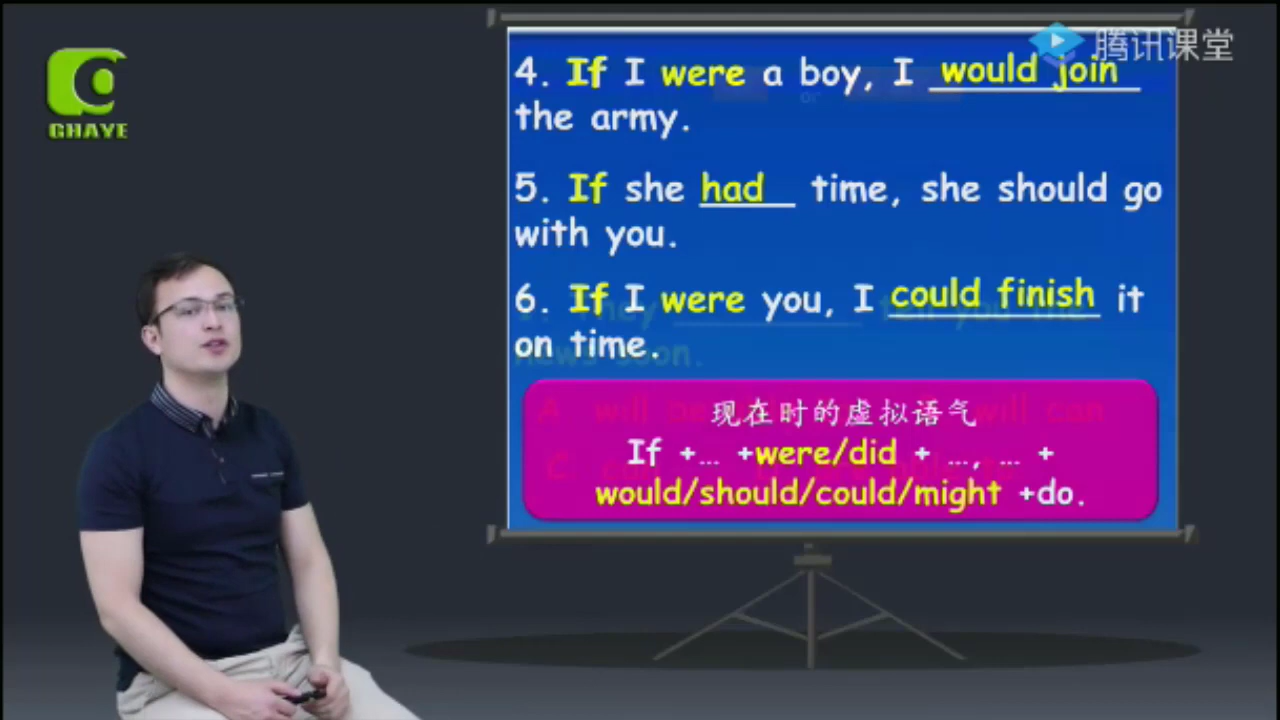 腾讯课堂
GHAYE
4. If I were a boy, I would join
the army.
5. If she had time, she should go
with you.
6. If I were you, I could finish it
on time.
现在时的虚拟语气
If +… +were/did + …, … +
would/should/could/might +do.